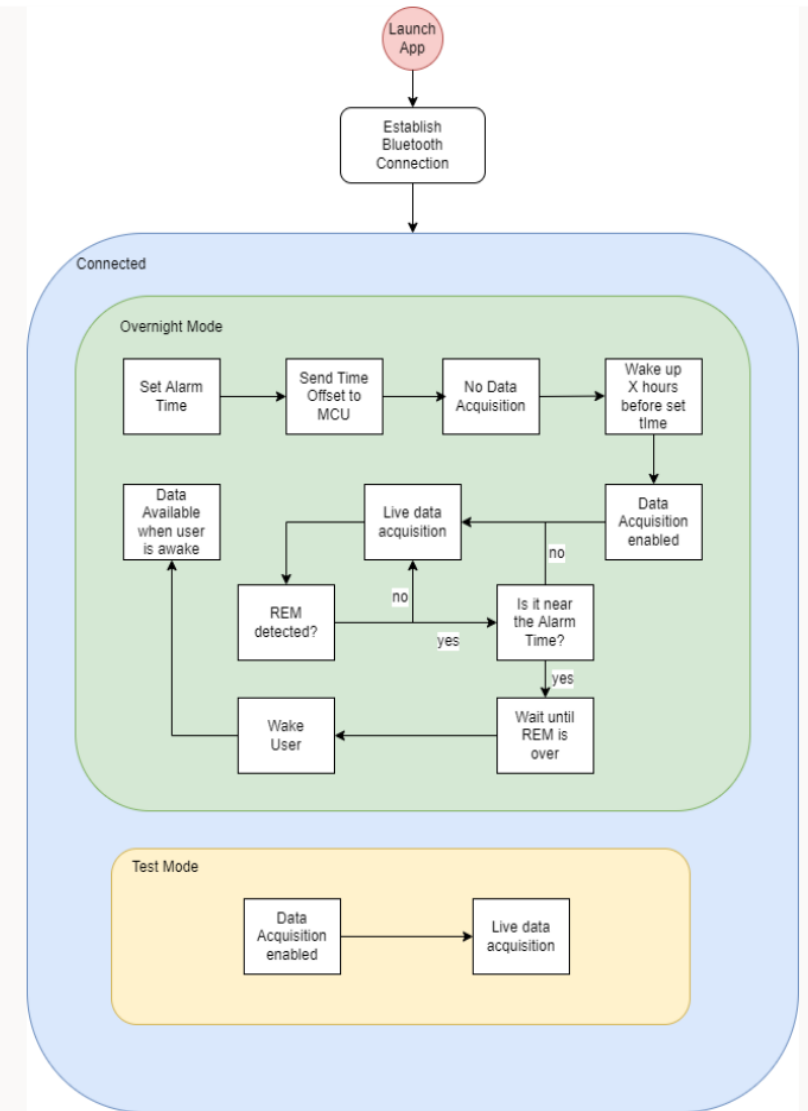 Launch
App
Establish
Bluetooth
Connection
Connected
Overnight Mode
Set Alarm
Time
Send Time
Offset to
MCU
No Data
Acquisition
Wake up
X hours
before set
tIme
Data
Available
when user
is awake
Live data
acquisition
Data
Acquisition
enabled
no
no
REM
detected?
yes
Is it near
the Alarm
Time?
yes
Wake
User
Wait until
REM is
over
Test Mode
Data
Acquisition
enabled
Live data
acquisition